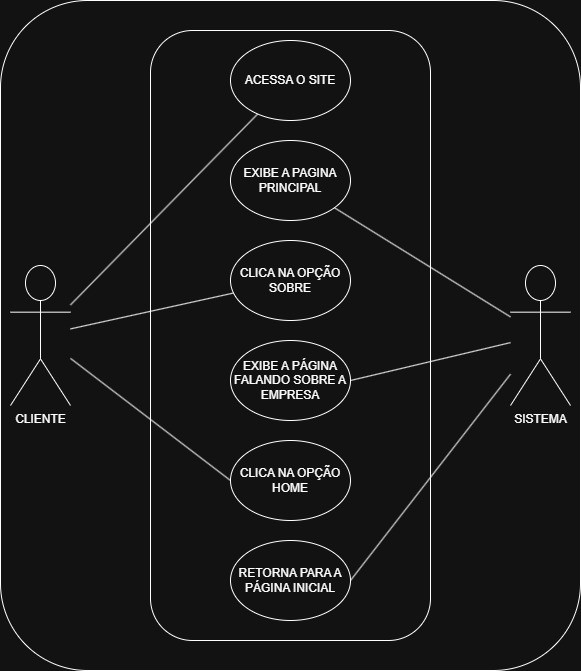 ACESSA O SITE
EXIBE A PAGINA
PRINCIPAL
CLICA NA OPÇÃO
SOBRE
EXIBE A PÁGINA
FALANDO SOBRE A
EMPRESA
CLIENTE
SISTEMA
CLICA NA OPÇÃO
HOME
RETORNA PARA A
PÁGINA INICIAL